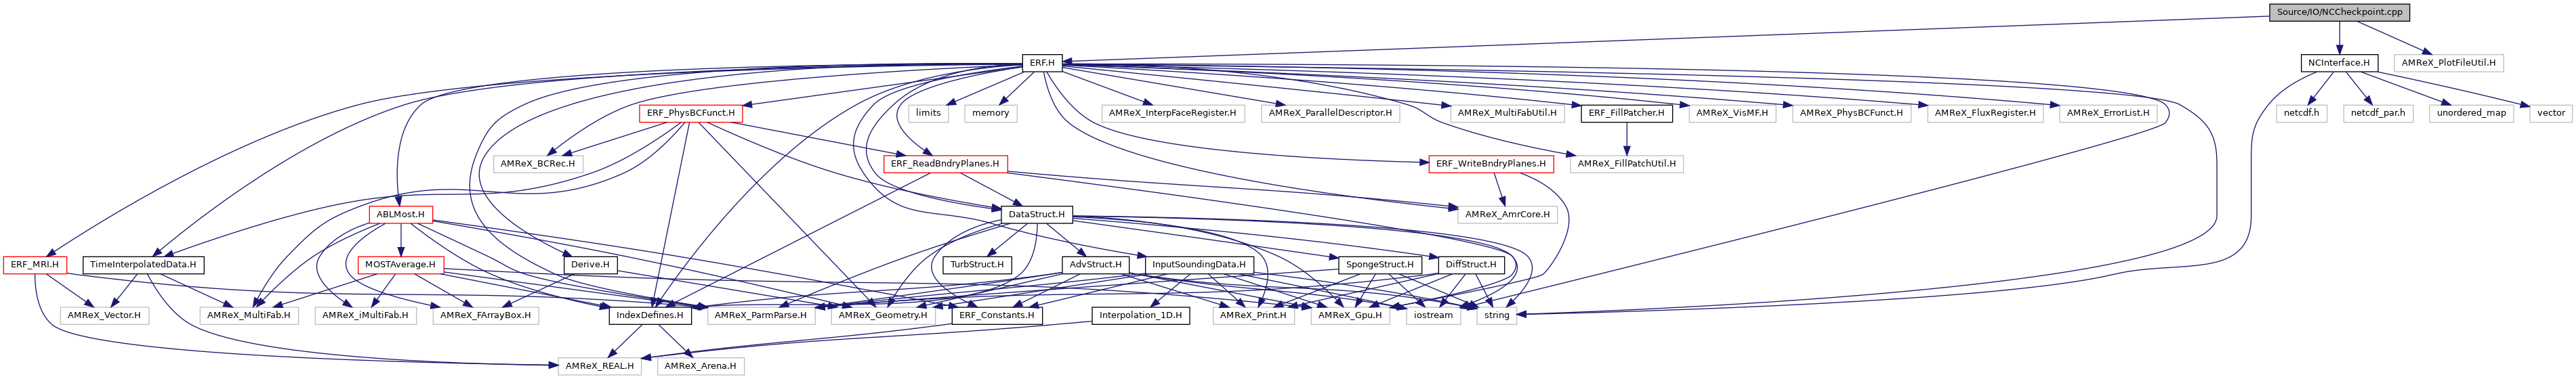 Source/IO/NCCheckpoint.cpp
ERF.H
NCInterface.H
AMReX_PlotFileUtil.H
ERF_PhysBCFunct.H
limits
memory
AMReX_InterpFaceRegister.H
AMReX_ParallelDescriptor.H
AMReX_MultiFabUtil.H
ERF_FillPatcher.H
AMReX_VisMF.H
AMReX_PhysBCFunct.H
AMReX_FluxRegister.H
AMReX_ErrorList.H
netcdf.h
netcdf_par.h
unordered_map
vector
AMReX_BCRec.H
ERF_ReadBndryPlanes.H
ERF_WriteBndryPlanes.H
AMReX_FillPatchUtil.H
ABLMost.H
DataStruct.H
AMReX_AmrCore.H
ERF_MRI.H
TimeInterpolatedData.H
MOSTAverage.H
Derive.H
TurbStruct.H
AdvStruct.H
InputSoundingData.H
SpongeStruct.H
DiffStruct.H
AMReX_Vector.H
AMReX_MultiFab.H
AMReX_iMultiFab.H
AMReX_FArrayBox.H
IndexDefines.H
AMReX_ParmParse.H
AMReX_Geometry.H
ERF_Constants.H
Interpolation_1D.H
AMReX_Print.H
AMReX_Gpu.H
iostream
string
AMReX_REAL.H
AMReX_Arena.H